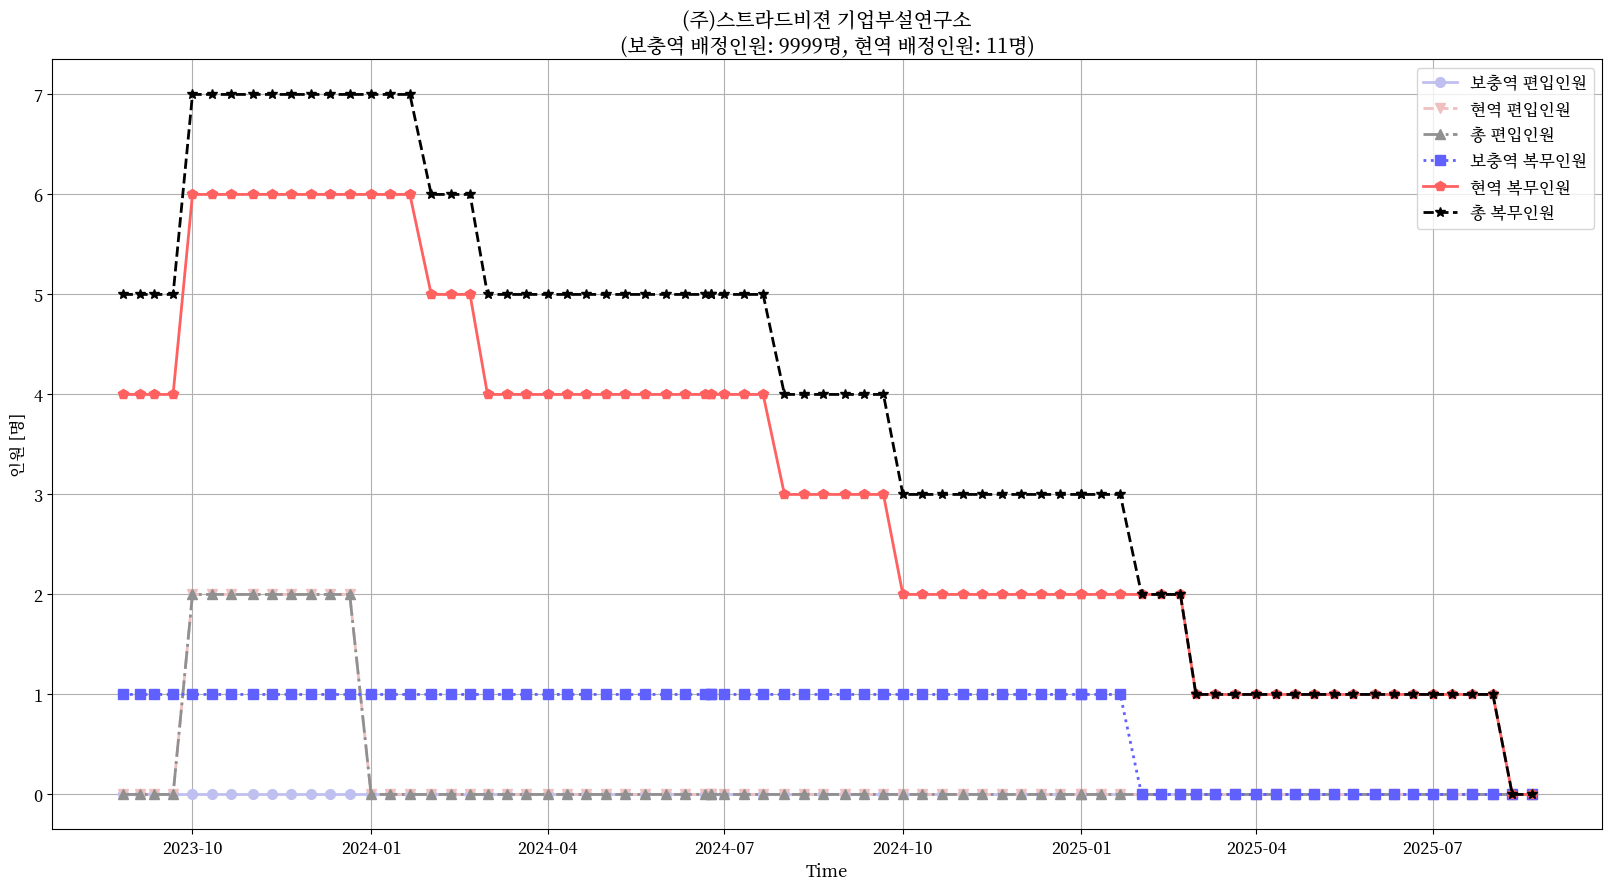 (주)스트라드비젼 기업부설연구소
(보충역 배정인원: 9999명, 현역 배정인원: 11명)
보충역 편입인원
현역 편입인원
총 편입인원
보충역 복무인원
현역 복무인원
총 복무인원
인원 [명]
7
6
5
4
3
2
1
0
2023-10
2024-01
2024-04
2024-07
2024-10
2025-01
2025-04
2025-07
Time